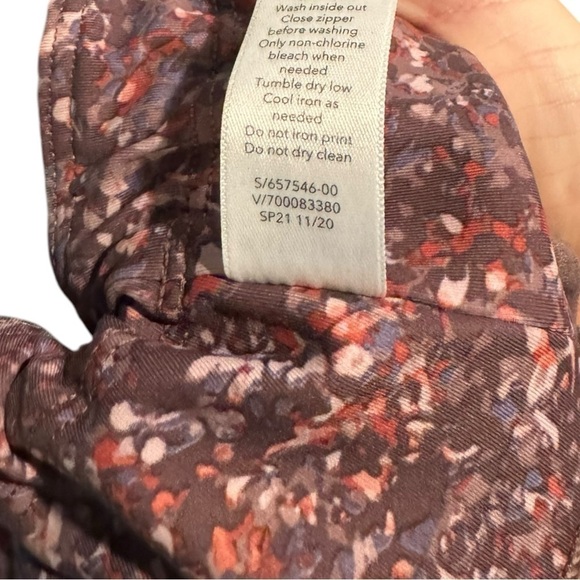 Wash inside out
Close zipper
before washing
Only non-chlorine
bleach when
needed
Tumble dry low
Cool iron as
needed
Do not iron print
Do not dry clean
S/657546-00
V/700083380
SP21 11/20